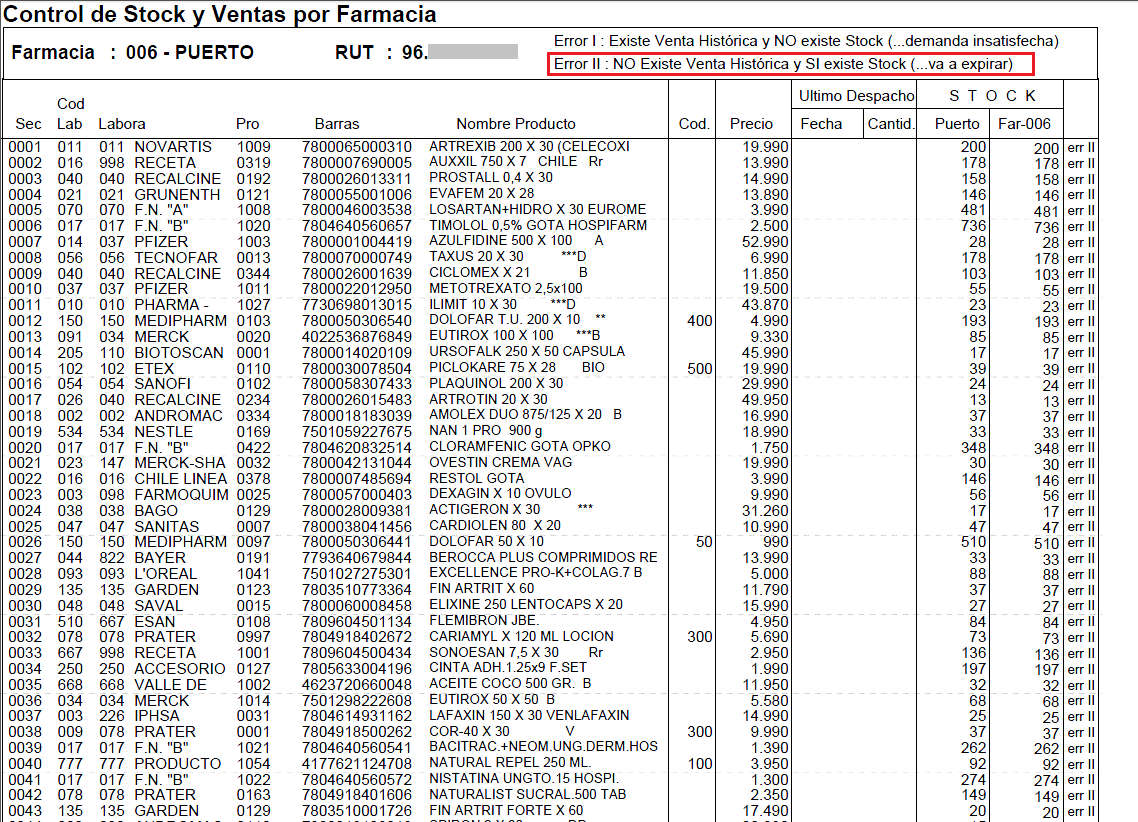 Control de Stock y Ventas por Farmacia
Farmacia : 006 - PUERTO RUT : 96. Error I : Existe Venta Histórica y NO existe Stock (...demanda insatisfecha)
Error II : NO Existe Venta Histórica y SI existe Stock (...va a expirar)
Ultimo Despacho S T O C K
Cod
Sec Lab Labora Pro Barras Nombre Producto Cod. Precio Fecha Cantid. Puerto Far-006
0001 011 011 NOVARTIS 1009 7800065000310 ARTREXIB 200 X 30 (CELECOXI 19.990 200 200 err II
0002 016 998 RECETA 0319 7800007690005 AUXXIL 750 X 7 CHILE Rr 13.990 178 178 err II
0003 040 040 RECALCINE 0192 7800026013311 PROSTALL 0,4 X 30 14.990 158 158 err II
0004 021 021 GRUNENTH 0121 7800055001006 EVAFEM 20 X 28 13.890 146 146 err II
0005 070 070 F.N. "A" 1008 7800046003538 LOSARTAN+HIDRO X 30 EUROME 3.990 481 481 err II
0006 017 017 F.N. "B" 1020 7804640560657 TIMOLOL 0,5% GOTA HOSPIFARM 2.500 736 736 err II
0007 014 037 PFIZER 1003 7800001004419 AZULFIDINE 500 X 100 A 52.990 28 28 err II
0008 056 056 TECNOFAR 0013 7800070000749 TAXUS 20 X 30 ***D 6.990 178 178 err II
0009 040 040 RECALCINE 0344 7800026001639 CICLOMEX X 21 B 11.850 103 103 err II
0010 037 037 PFIZER 1011 7800022012950 METOTREXATO 2,5x100 19.500 55 55 err II
0011 010 010 PHARMA - 1027 7730698013015 ILIMIT 10 X 30 ***D 43.870 23 23 err II
0012 150 150 MEDIPHARM 0103 7800050306540 DOLOFAR T.U. 200 X 10 ** 400 4.990 193 193 err II
0013 091 034 MERCK 0020 4022536876849 EUTIROX 100 X 100 ***B 9.330 85 85 err II
0014 205 110 BIOTOSCAN 0001 7800014020109 URSOFALK 250 X 50 CAPSULA 45.990 17 17 err II
0015 102 102 ETEX 0110 7800030078504 PICLOKARE 75 X 28 BIO 500 19.990 39 39 err II
0016 054 054 SANOFI 0102 7800058307433 PLAQUINOL 200 X 30 29.990 24 24 err II
0017 026 040 RECALCINE 0234 7800026015483 ARTROTIN 20 X 30 49.950 13 13 err II
0018 002 002 ANDROMAC 0334 7800018183039 AMOLEX DUO 875/125 X 20 B 16.990 37 37 err II
0019 534 534 NESTLE 0169 7501059227675 NAN 1 PRO 900 g 18.990 33 33 err II
0020 017 017 F.N. "B" 0422 7804620832514 CLORAMFENIC GOTA OPKO 1.750 348 348 err II
0021 023 147 MERCK-SHA 0032 7800042131044 OVESTIN CREMA VAG 19.990 30 30 err II
0022 016 016 CHILE LINEA 0378 7800007485694 RESTOL GOTA 3.990 146 146 err II
0023 003 098 FARMOQUIM 0025 7800057000403 DEXAGIN X 10 OVULO 9.990 56 56 err II
0024 038 038 BAGO 0129 7800028009381 ACTIGERON X 30 *** 31.260 17 17 err II
0025 047 047 SANITAS 0007 7800038041456 CARDIOLEN 80 X 20 10.990 47 47 err II
0026 150 150 MEDIPHARM 0097 7800050306441 DOLOFAR 50 X 10 50 990 510 510 err II
0027 044 822 BAYER 0191 7793640679844 BEROCCA PLUS COMPRIMIDOS RE 13.990 33 33 err II
0028 093 093 L'OREAL 1041 7501027275301 EXCELLENCE PRO-K+COLAG.7 B 5.000 88 88 err II
0029 135 135 GARDEN 0123 7803510773364 FIN ARTRIT X 60 11.790 37 37 err II
0030 048 048 SAVAL 0015 7800060008458 ELIXINE 250 LENTOCAPS X 20 15.990 27 27 err II
0031 510 667 ESAN 0108 7809604501134 FLEMIBRON JBE. 4.950 84 84 err II
0032 078 078 PRATER 0997 7804918402672 CARIAMYL X 120 ML LOCION 300 5.690 73 73 err II
0033 667 998 RECETA 1001 7809604500434 SONOESAN 7,5 X 30 Rr 2.950 136 136 err II
0034 250 250 ACCESORIO 0127 7805633004196 CINTA ADH.1.25x9 F.SET 1.990 197 197 err II
0035 668 668 VALLE DE 1002 4623720660048 ACEITE COCO 500 GR. B 11.950 32 32 err II
0036 034 034 MERCK 1014 7501298222608 EUTIROX 50 X 50 B 5.580 68 68 err II
0037 003 226 IPHSA 0031 7804614931162 LAFAXIN 150 X 30 VENLAFAXIN 14.990 25 25 err II
0038 009 078 PRATER 0001 7804918500262 COR-40 X 30 V 300 9.990 37 37 err II
0039 017 017 F.N. "B" 1021 7804640560541 BACITRAC.+NEOM.UNG.DERM.HOS 1.390 262 262 err II
0040 777 777 PRODUCTO 1054 4177621124708 NATURAL REPEL 250 ML. 100 3.950 92 92 err II
0041 017 017 F.N. "B" 1022 7804640560572 NISTATINA UNGTO.15 HOSPI. 1.300 274 274 err II
0042 078 078 PRATER 0163 7804918401606 NATURALIST SUCRAL.500 TAB 2.350 149 149 err II
0043 135 135 GARDEN 0129 7803510001726 FIN ARTRIT FORTE X 60 17.490 20 20 err II